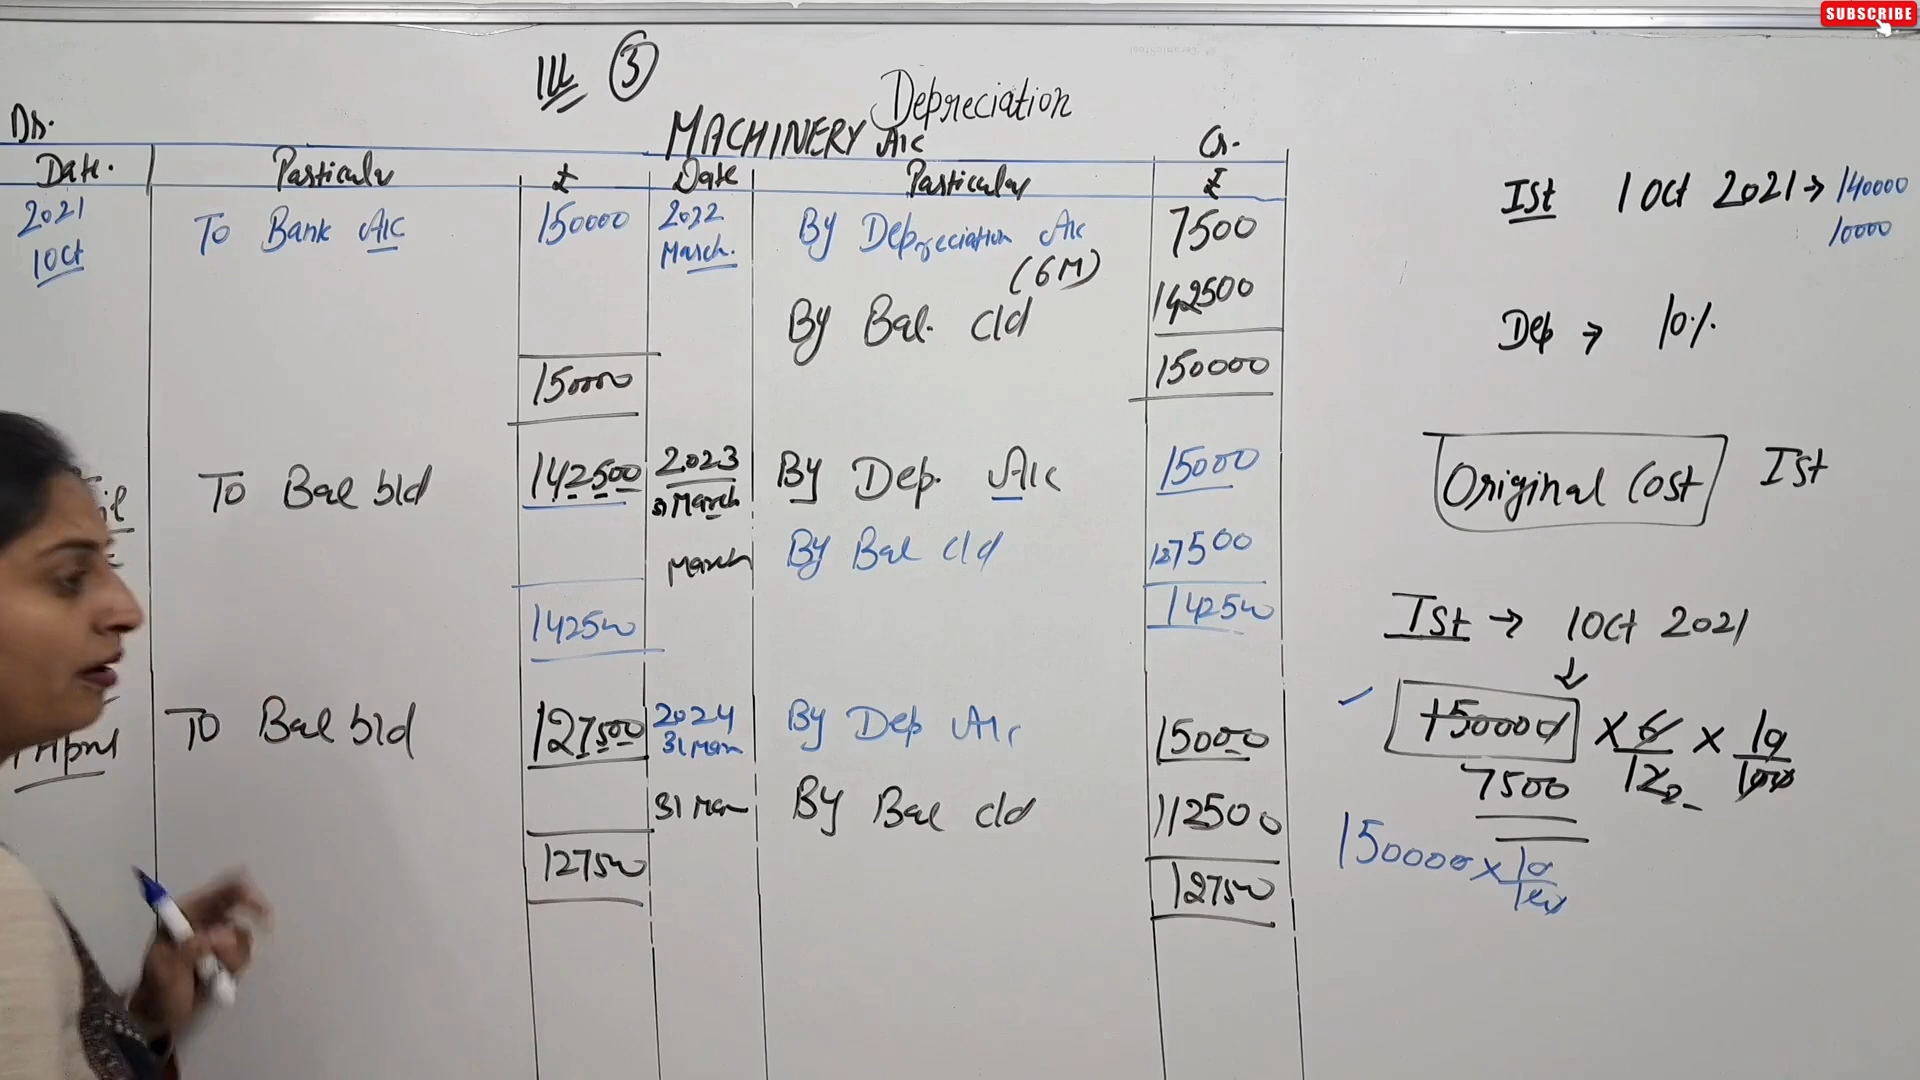 SUBSCRIBE
Ill 3
Depreciation
MACHINERY A/c
Dr.
Cr.
Date. Particular ₹ Date Particular ₹
2021 To Bank A/c 150000 2022 By Depreciation A/c 7500
1 Oct March. (6M)
By Bal. c/d 142500
150000 150000
To Bal b/d 142500 2023 By Dep. A/c 15000
31 March
March By Bal c/d 127500
142500 142500
1 April To Bal b/d 127500 2024 By Dep A/c 15000
31 Mar
31 Mar By Bal c/d 112500
127500 127500
Ist 1 Oct 2021 → 140000
10000
Dep → 10%
Original Cost Ist
Ist → 1 Oct 2021
↓
150000 × 6/12 × 10/100
2
7500
150000 × 10/100